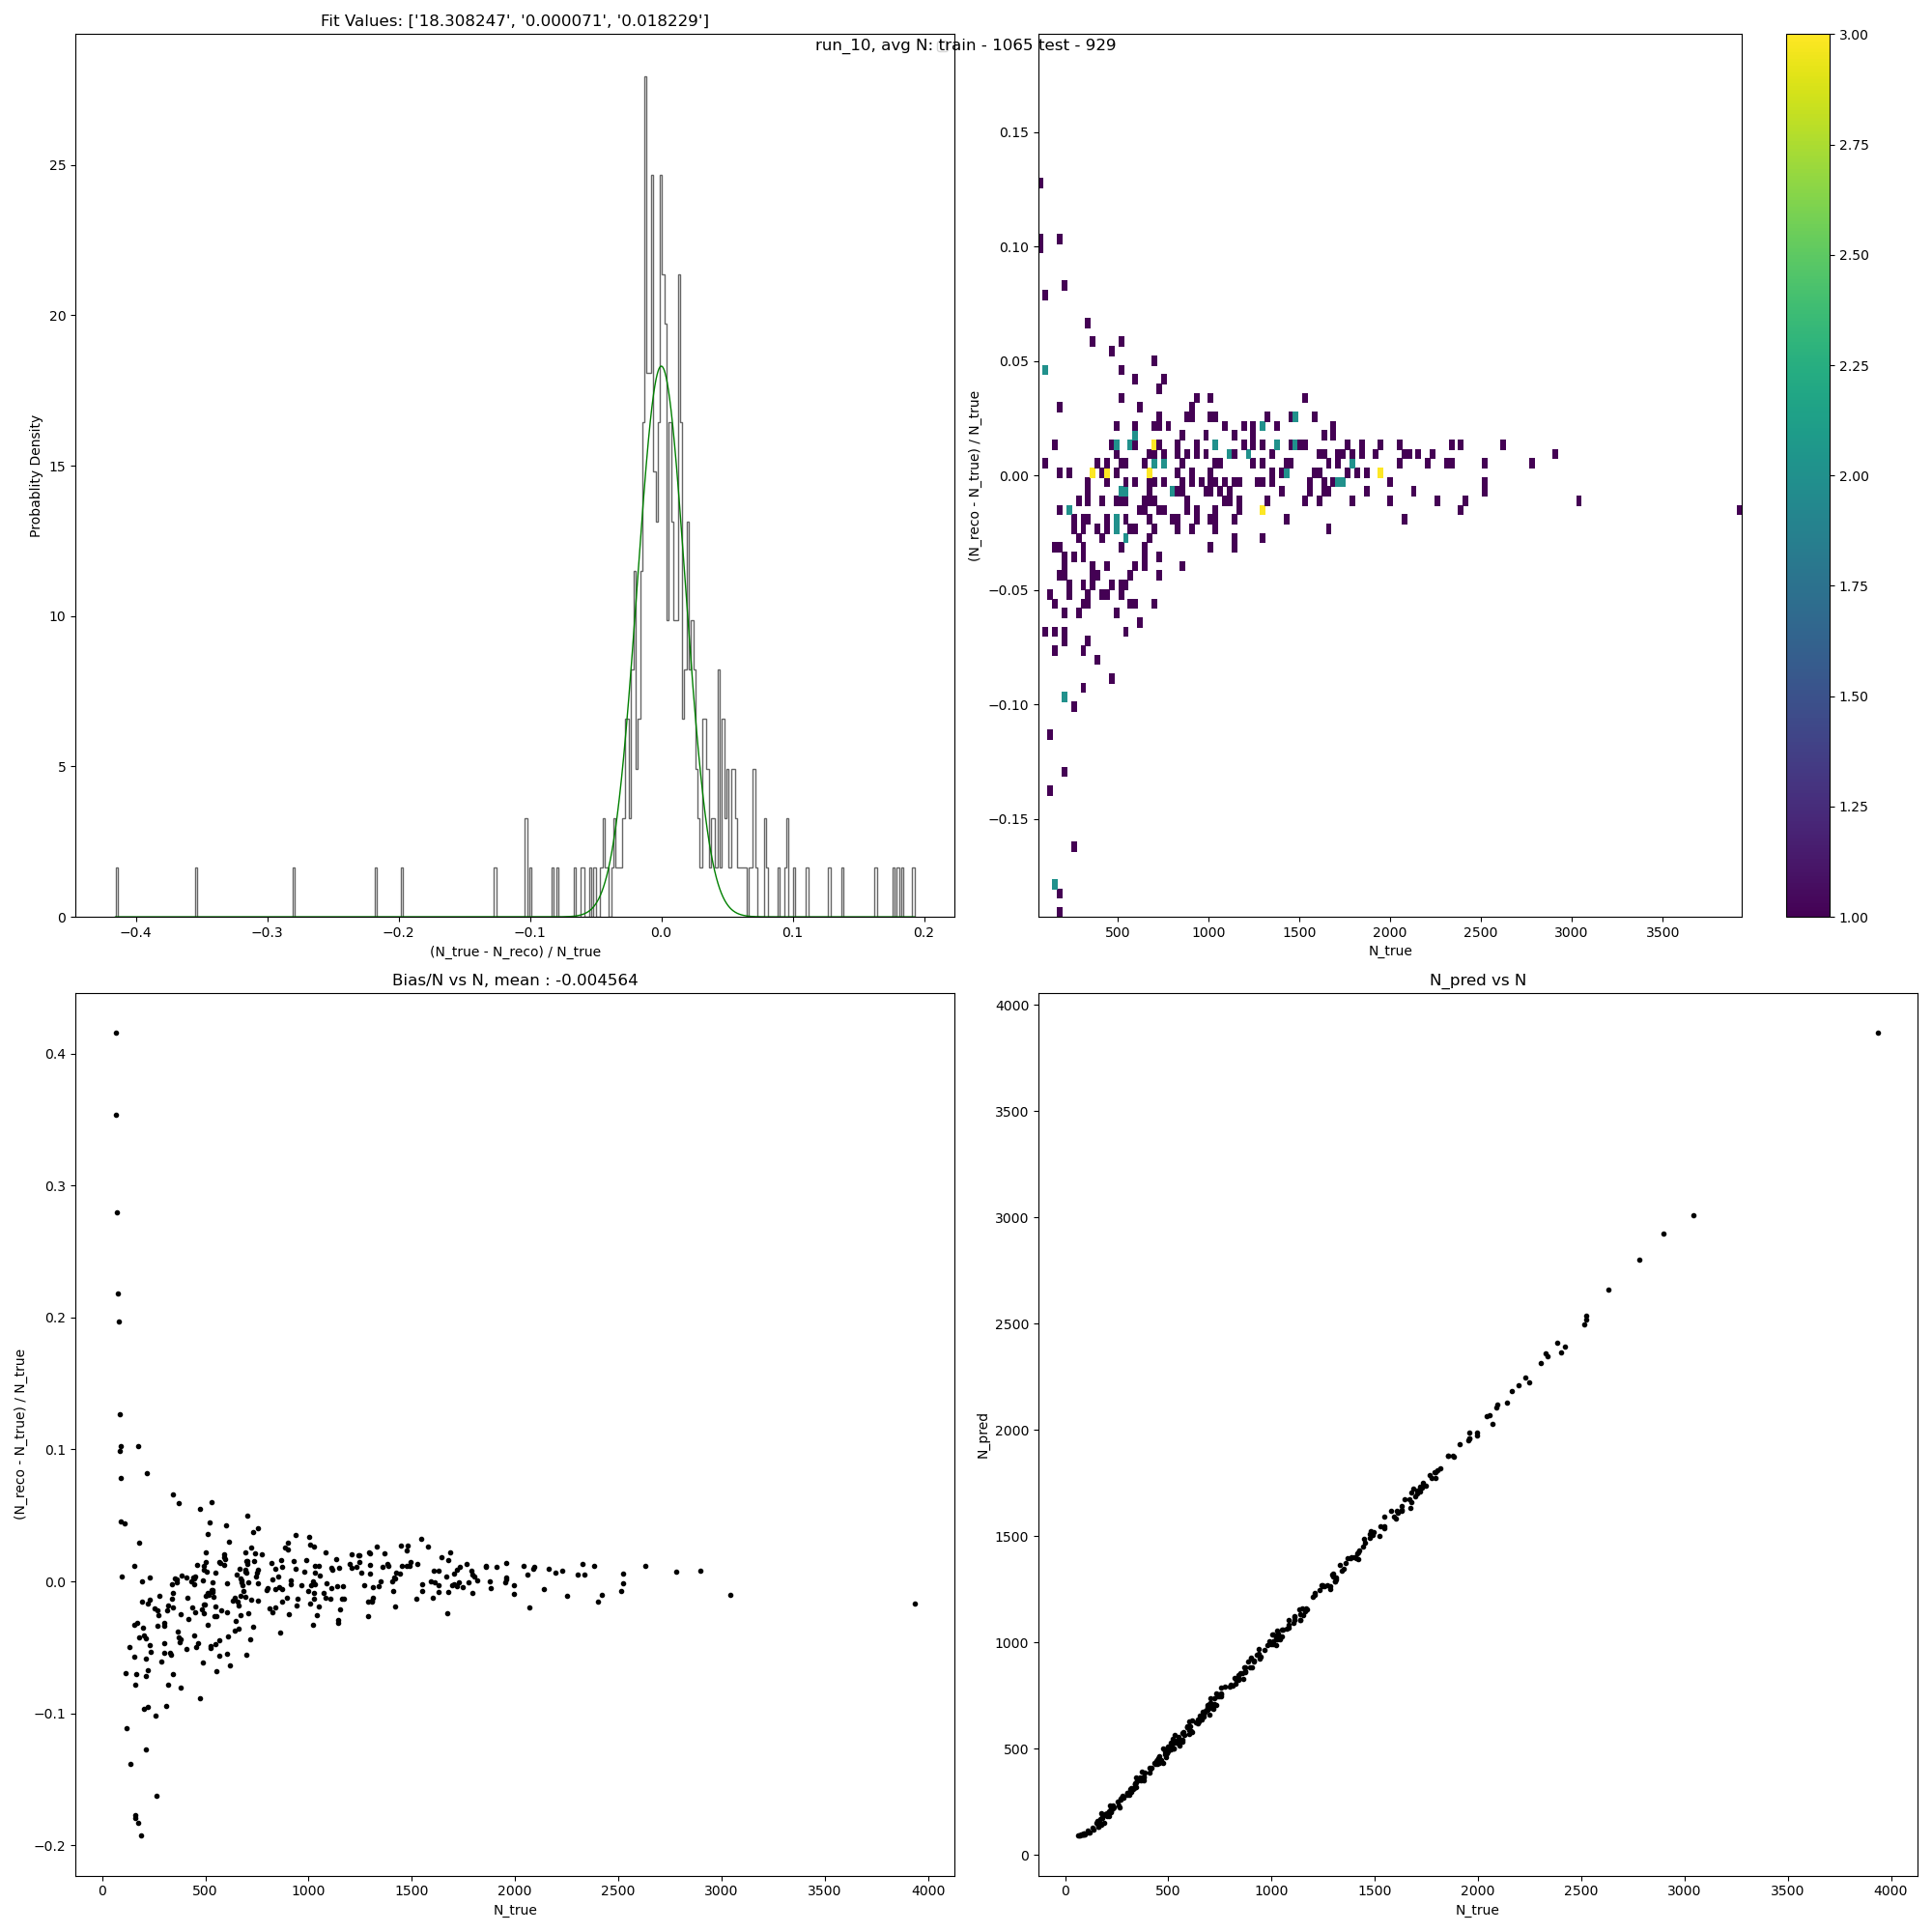 run_10, avg N: train - 1065 test - 929
Fit Values: ['18.308247', '0.000071', '0.018229']
Probablity Density
25
20
15
10
5
0
−0.4 −0.3 −0.2 −0.1 0.0 0.1 0.2
(N_true - N_reco) / N_true
(N_reco - N_true) / N_true
0.15
0.10
0.05
0.00
−0.05
−0.10
−0.15
500 1000 1500 2000 2500 3000 3500
N_true
3.00
2.75
2.50
2.25
2.00
1.75
1.50
1.25
1.00
Bias/N vs N, mean : -0.004564
(N_reco - N_true) / N_true
0.4
0.3
0.2
0.1
0.0
−0.1
−0.2
0 500 1000 1500 2000 2500 3000 3500 4000
N_true
N_pred vs N
N_pred
4000
3500
3000
2500
2000
1500
1000
500
0
0 500 1000 1500 2000 2500 3000 3500 4000
N_true